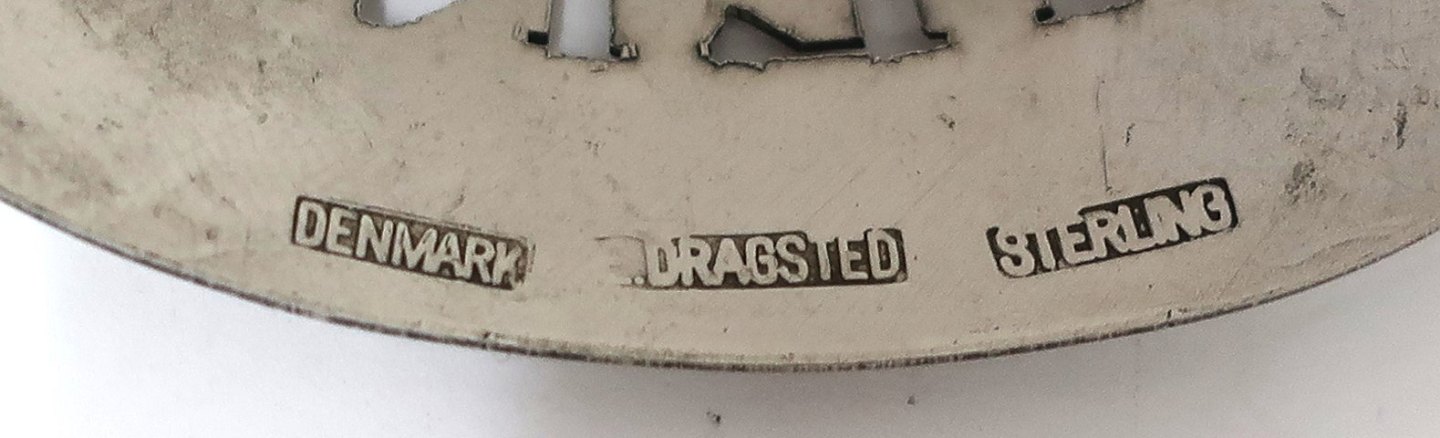 DENMARK .DRAGSTED STERLING